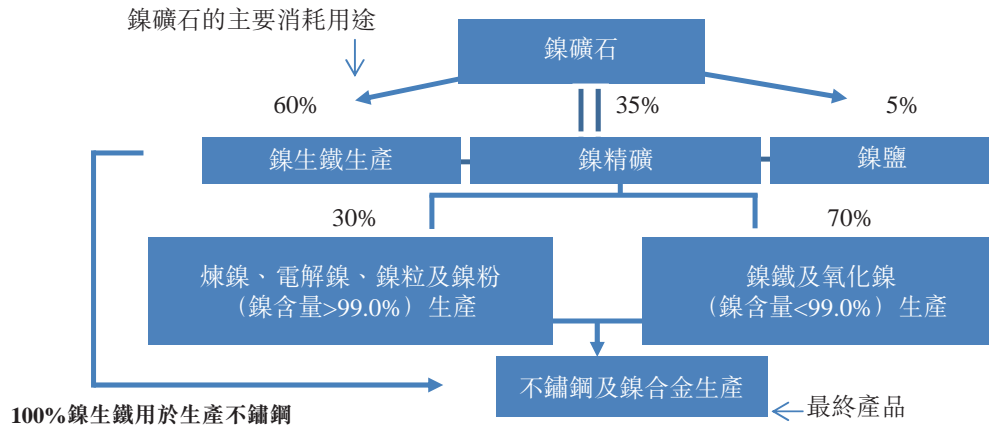 鎳礦石的主要消耗用途
鎳礦石
60%
35%
5%
鎳生鐵生產
鎳精礦
鎳鹽
30%
70%
煉鎳、電解鎳、鎳粒及鎳粉
（鎳含量>99.0%）生產
鎳鐵及氧化鎳
（鎳含量<99.0%）生產
不鏽鋼及鎳合金生產
100%鎳生鐵用於生產不鏽鋼
最終產品